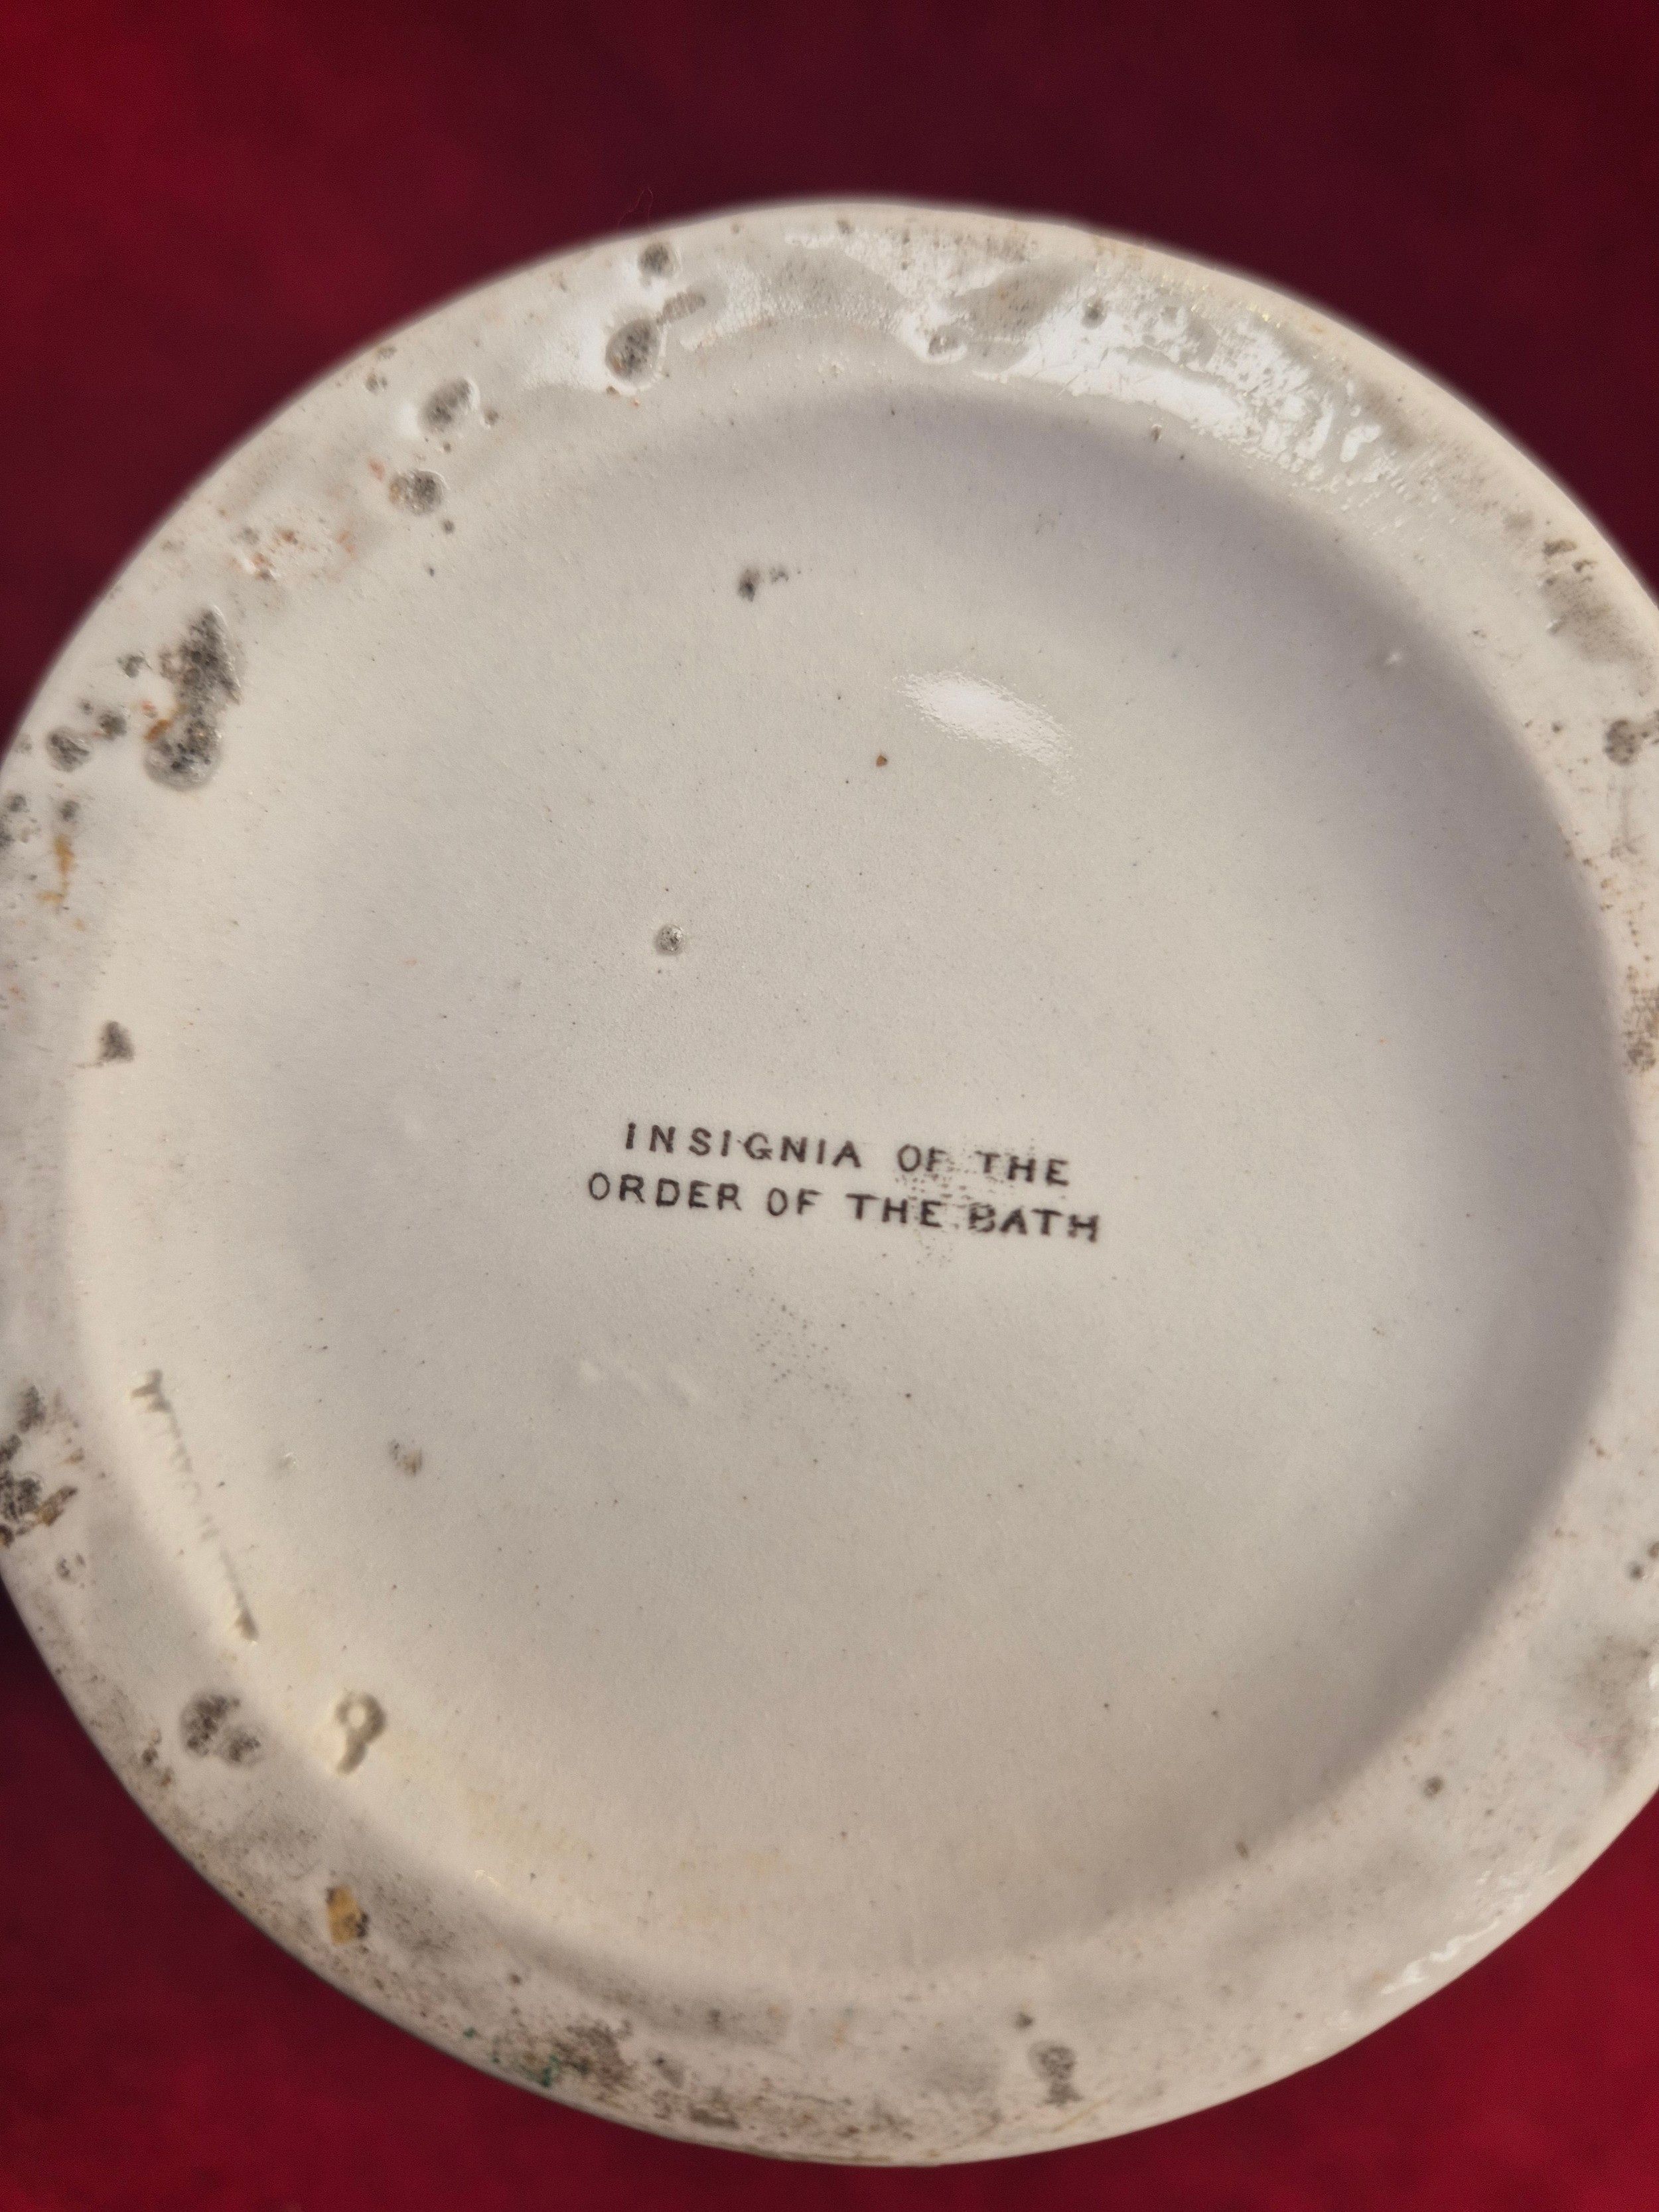 INSIGNIA OF THE
ORDER OF THE BATH